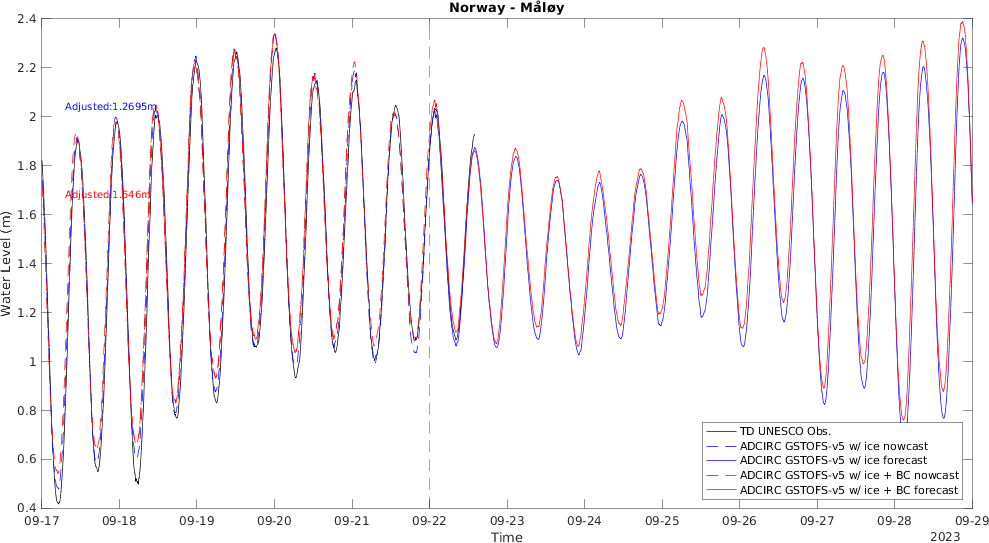 Norway - Måløy
2.4
2.2
2
1.8
1.6
1.4
1.2
1
0.8
0.6
0.4
Water Level (m)
Adjusted:1.2695m
Adjusted:1.546m
TD UNESCO Obs.
ADCIRC GSTOFS-v5 w/ ice nowcast
ADCIRC GSTOFS-v5 w/ ice forecast
ADCIRC GSTOFS-v5 w/ ice + BC nowcast
ADCIRC GSTOFS-v5 w/ ice + BC forecast
09-17 09-18 09-19 09-20 09-21 09-22 09-23 09-24 09-25 09-26 09-27 09-28 09-29
Time
2023